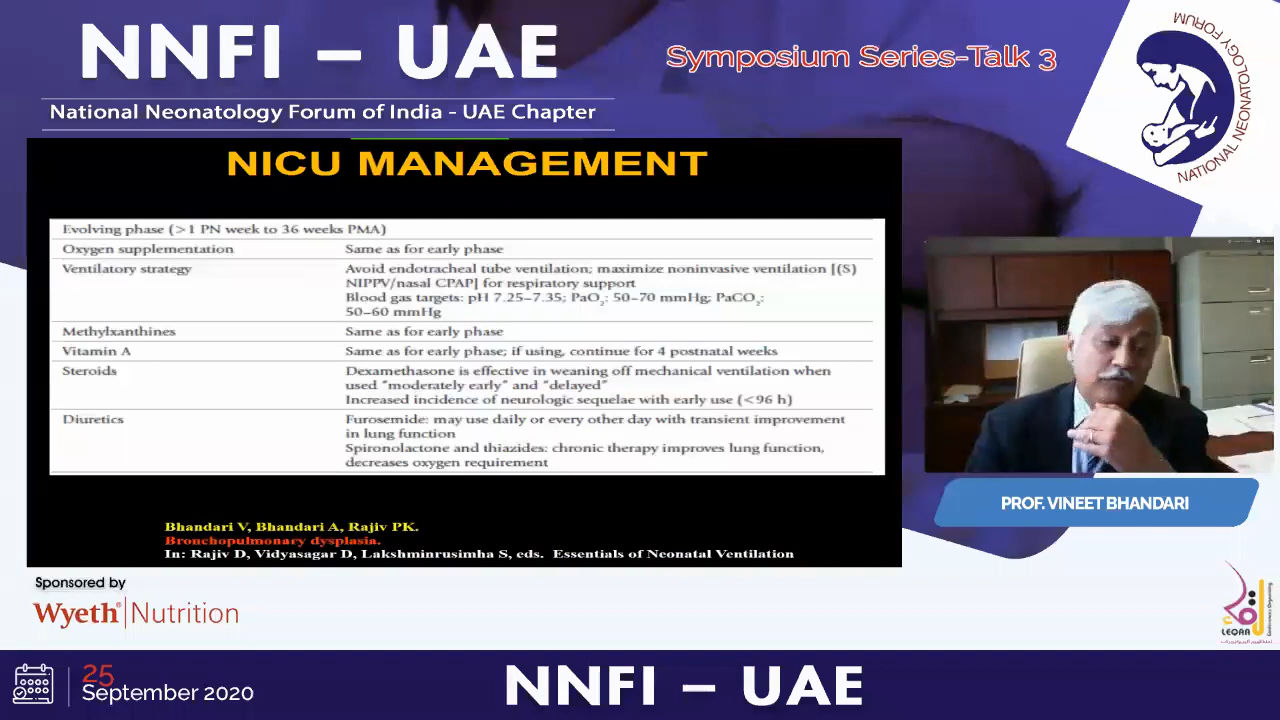 NNFI – UAE
Symposium Series-Talk 3
National Neonatology Forum of India - UAE Chapter
NATIONAL NEONATOLOGY FORUM
NICU MANAGEMENT
Evolving phase (>1 PN week to 36 weeks PMA)
Oxygen supplementation Same as for early phase
Ventilatory strategy Avoid endotracheal tube ventilation; maximize noninvasive ventilation [(S)
NIPPV/nasal CPAP] for respiratory support
Blood gas targets: pH 7.25–7.35; PaO₂: 50–70 mmHg; PaCO₂:
50–60 mmHg
Methylxanthines Same as for early phase
Vitamin A Same as for early phase; if using, continue for 4 postnatal weeks
Steroids Dexamethasone is effective in weaning off mechanical ventilation when
used "moderately early" and "delayed"
Increased incidence of neurologic sequelae with early use (<96 h)
Diuretics Furosemide: may use daily or every other day with transient improvement
in lung function
Spironolactone and thiazides: chronic therapy improves lung function,
decreases oxygen requirement
Bhandari V, Bhandari A, Rajiv PK.
Bronchopulmonary dysplasia.
In: Rajiv D, Vidyasagar D, Lakshminrusimha S, eds. Essentials of Neonatal Ventilation
PROF. VINEET BHANDARI
Sponsored by
Wyeth® Nutrition
LEQAA
25
September 2020
NNFI – UAE